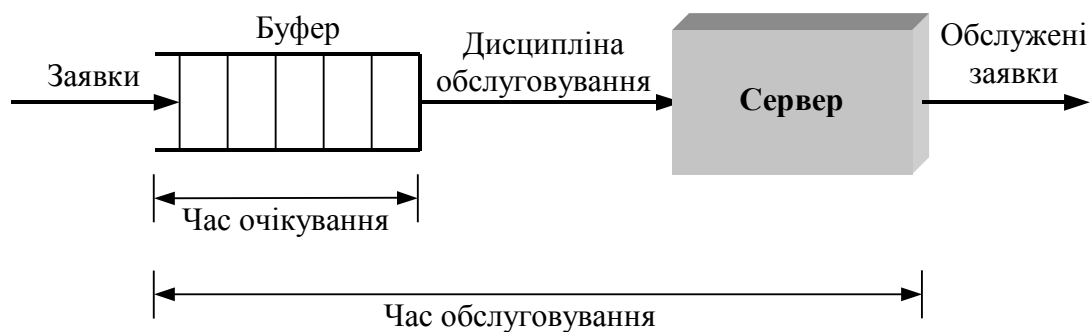 Буфер
Заявки
Дисципліна
обслуговування
Сервер
Обслужені
заявки
Час очікування
Час обслуговування